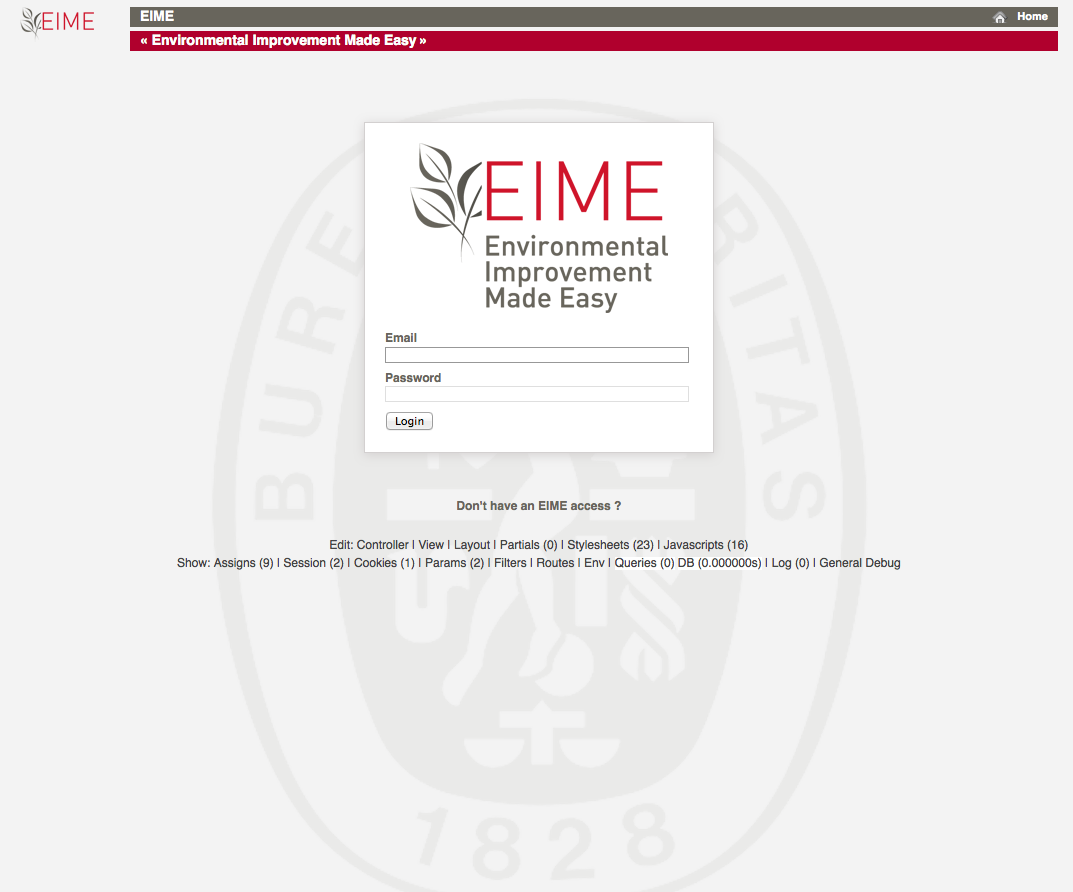 EIME
EIME
Home
« Environmental Improvement Made Easy »
EIME
Environmental
Improvement
Made Easy
Email
Password
Login
Don't have an EIME access ?
Edit: Controller | View | Layout | Partials (0) | Stylesheets (23) | Javascripts (16)
Show: Assigns (9) | Session (2) | Cookies (1) | Params (2) | Filters | Routes | Env | Queries (0) DB (0.000000s) | Log (0) | General Debug
BURE
BITAS
1828